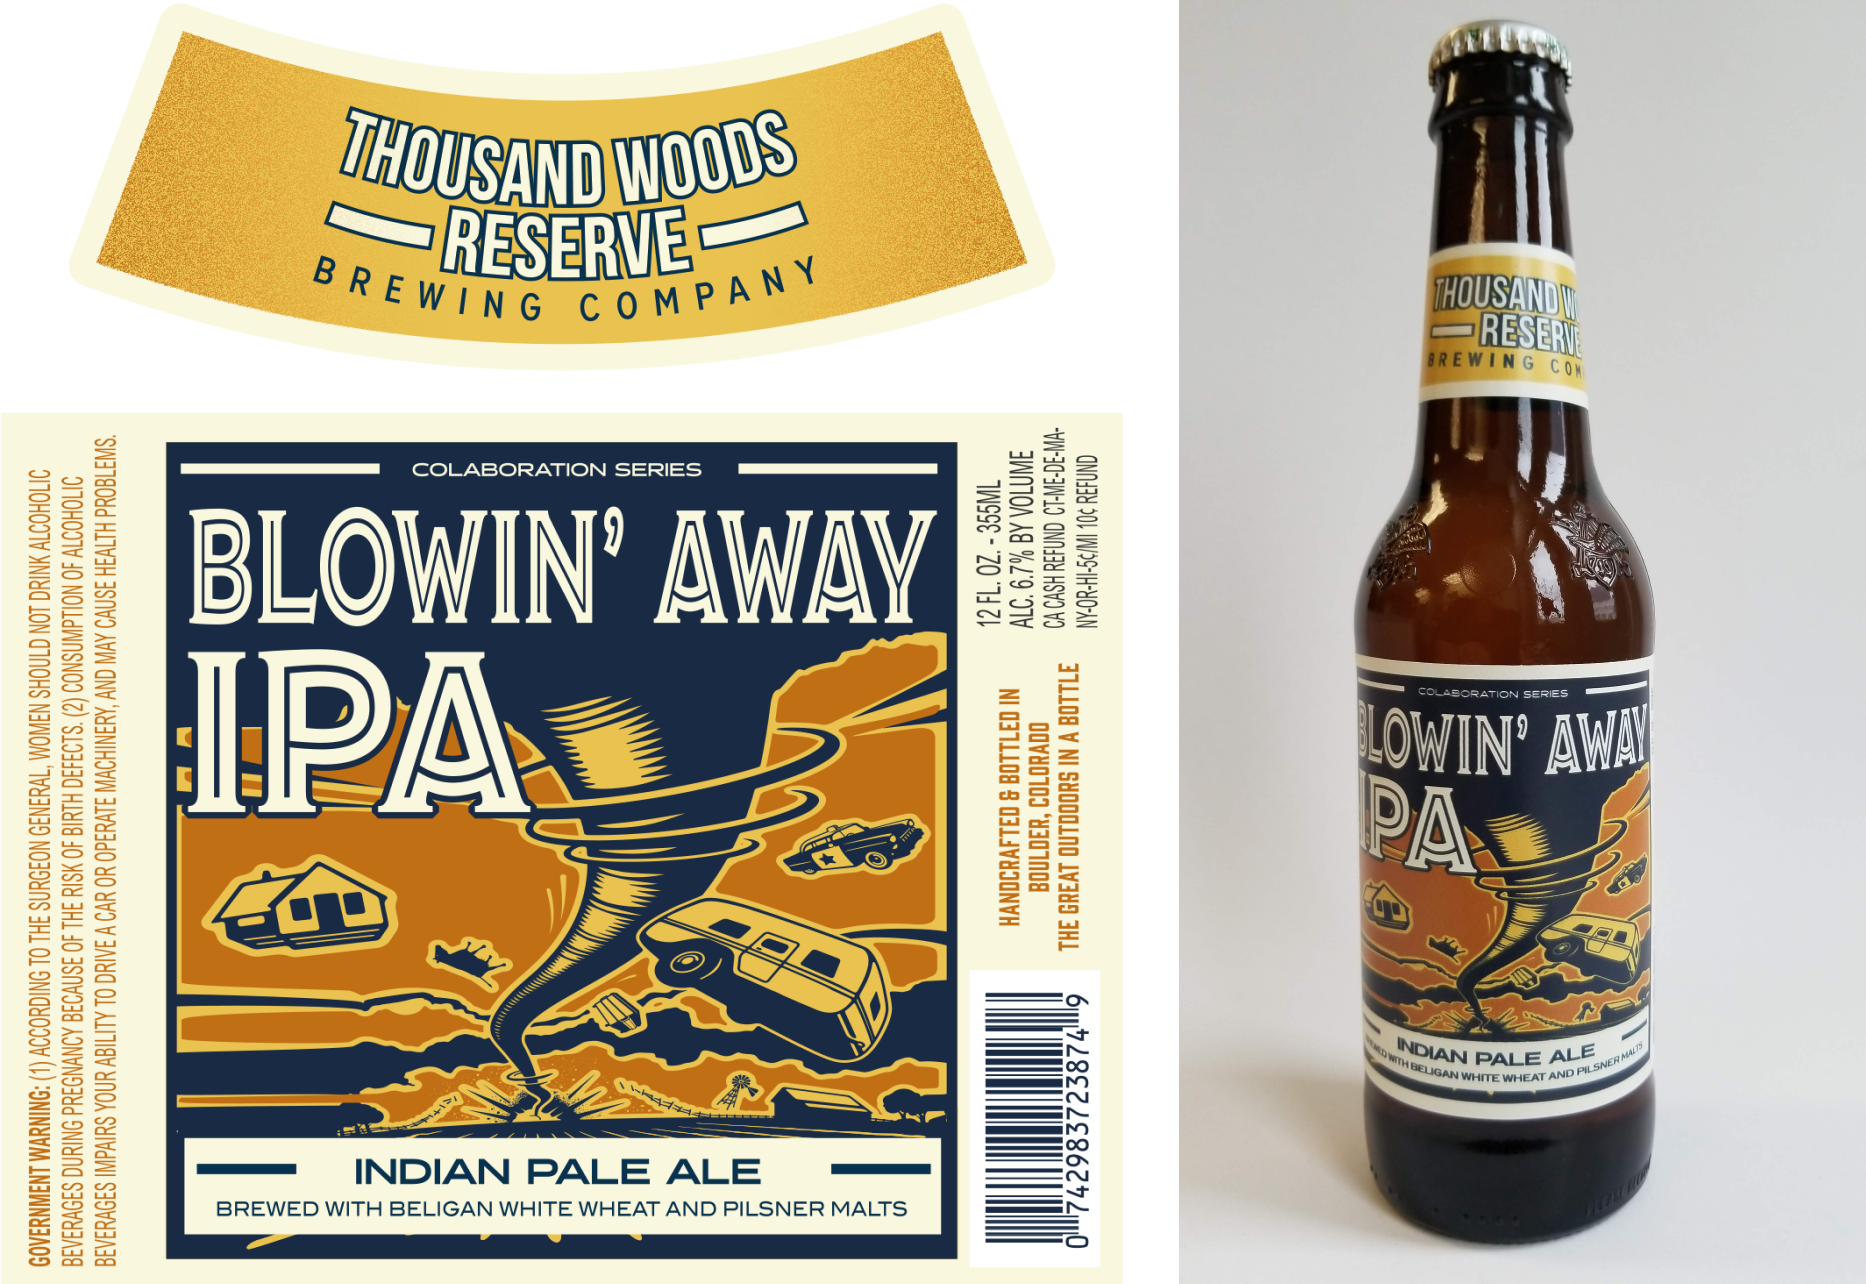 THOUSAND WOODS
RESERVE
BREWING COMPANY
GOVERNMENT WARNING: (1) ACCORDING TO THE SURGEON GENERAL, WOMEN SHOULD NOT DRINK ALCOHOLIC
BEVERAGES DURING PREGNANCY BECAUSE OF THE RISK OF BIRTH DEFECTS. (2) CONSUMPTION OF ALCOHOLIC
BEVERAGES IMPAIRS YOUR ABILITY TO DRIVE A CAR OR OPERATE MACHINERY, AND MAY CAUSE HEALTH PROBLEMS.
COLABORATION SERIES
BLOWIN' AWAY
IPA
INDIAN PALE ALE
BREWED WITH BELIGAN WHITE WHEAT AND PILSNER MALTS
12 FL. OZ. - 355ML
ALC. 6.7% BY VOLUME
CA CASH REFUND CT-ME-DE-MA-
NY-OR-HI-5¢/MI 10¢ REFUND
HANDCRAFTED & BOTTLED IN
BOULDER, COLORADO
THE GREAT OUTDOORS IN A BOTTLE
0 74298372387 4 9
THOUSAND W
RESERVE
BREWING COM
COLABORATION SERIES
BLOWIN' AWAY
IPA
INDIAN PALE ALE
BREWED WITH BELIGAN WHITE WHEAT AND PILSNER MALTS